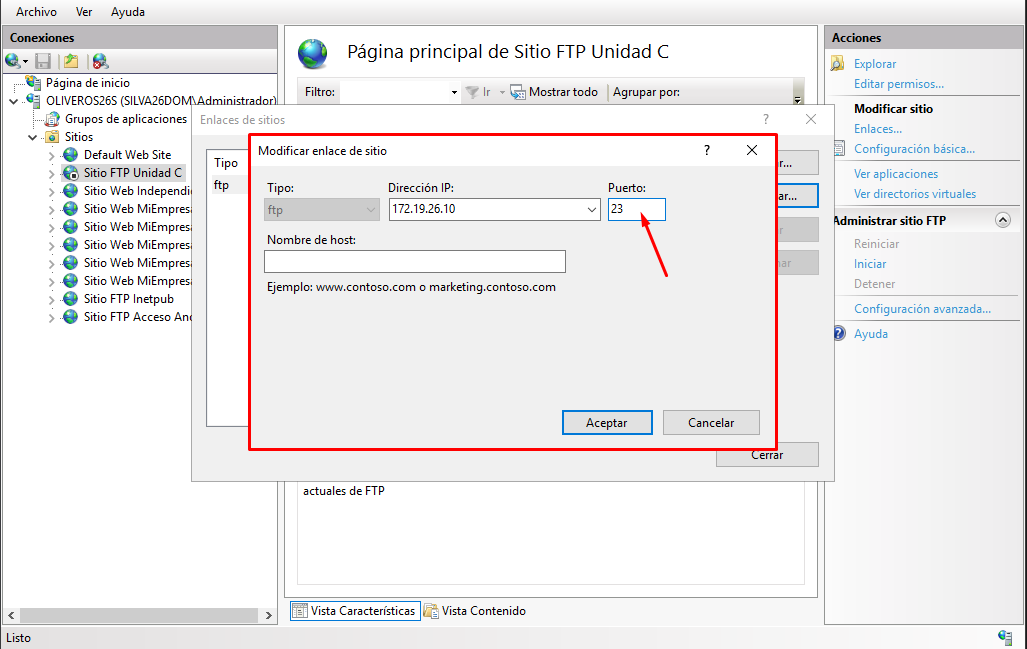 Archivo Ver Ayuda
Conexiones
Página de inicio
OLIVEROS26S (SILVA26DOM\Administrador)
Grupos de aplicaciones
Sitios
Default Web Site
Sitio FTP Unidad C
Sitio Web Independi
Sitio Web MiEmpresa
Sitio Web MiEmpresa
Sitio Web MiEmpresa
Sitio Web MiEmpresa
Sitio Web MiEmpresa
Sitio FTP Inetpub
Sitio FTP Acceso Ano
Página principal de Sitio FTP Unidad C
Filtro: Ir Mostrar todo Agrupar por:
Enlaces de sitios ?
Tipo
ftp
Modificar enlace de sitio ?
Tipo: Dirección IP: Puerto:
ftp 172.19.26.10 23
Nombre de host:
Ejemplo: www.contoso.com o marketing.contoso.com
Aceptar Cancelar
Cerrar
actuales de FTP
Vista Características Vista Contenido
Acciones
Explorar
Editar permisos...
Modificar sitio
Enlaces...
Configuración básica...
Ver aplicaciones
Ver directorios virtuales
Administrar sitio FTP
Reiniciar
Iniciar
Detener
Configuración avanzada...
Ayuda
Listo